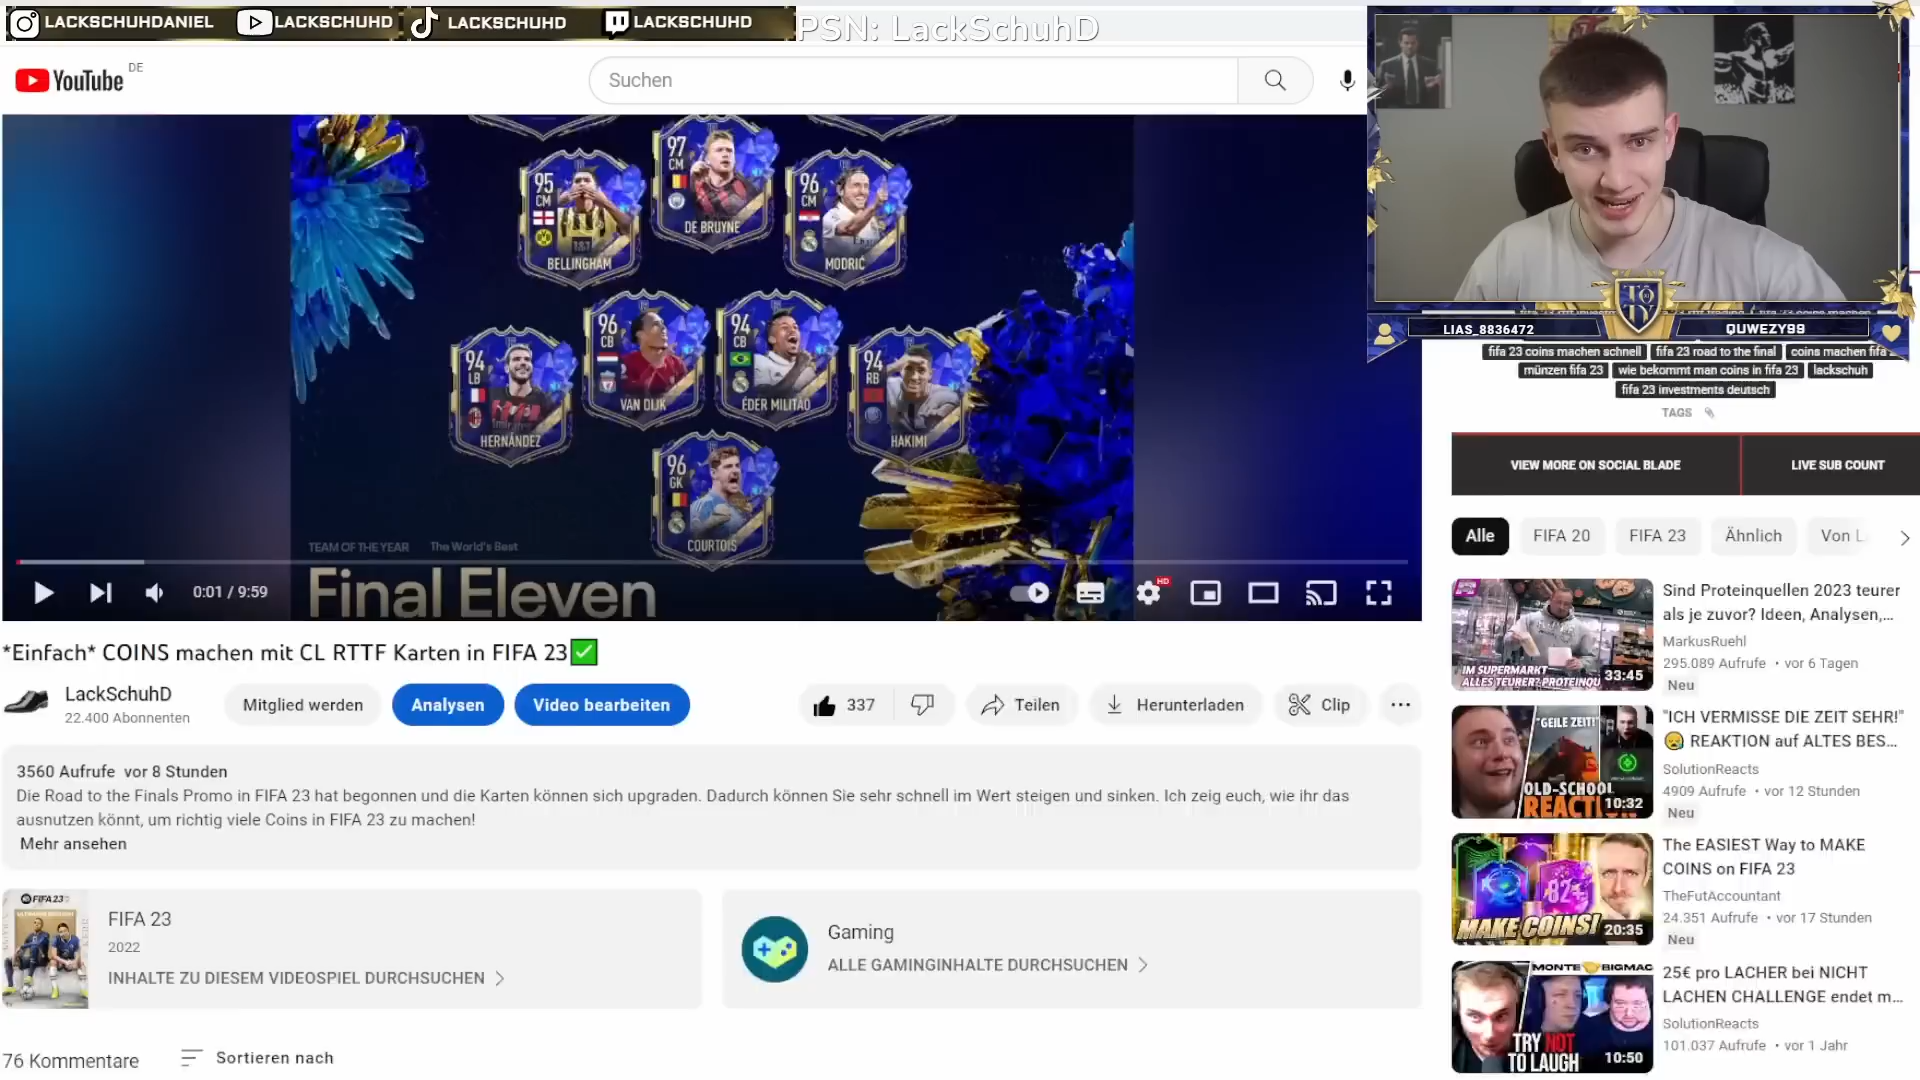 LACKSCHUHDANIEL
LACKSCHUHD
LACKSCHUHD
LACKSCHUHD
PSN: LackSchuhD
YouTube
DE
Suchen
97
CM
DE BRUYNE
95
CM
BELLINGHAM
96
CM
MODRIĆ
96
CB
VAN DIJK
94
CB
ÉDER MILITÃO
94
LB
HERNÁNDEZ
94
RB
HAKIMI
96
GK
COURTOIS
TEAM OF THE YEAR
The World's Best
Final Eleven
0:01 / 9:59
HD
LIAS_8836472
QUWEZY99
fifa 23 coins machen schnell
fifa 23 road to the final
coins machen fifa
münzen fifa 23
wie bekommt man coins in fifa 23
lackschuh
fifa 23 investments deutsch
TAGS
VIEW MORE ON SOCIAL BLADE
LIVE SUB COUNT
*Einfach* COINS machen mit CL RTTF Karten in FIFA 23✅
LackSchuhD
22.400 Abonnenten
Mitglied werden
Analysen
Video bearbeiten
337
Teilen
Herunterladen
Clip
3560 Aufrufe vor 8 Stunden
Die Road to the Finals Promo in FIFA 23 hat begonnen und die Karten können sich upgraden. Dadurch können Sie sehr schnell im Wert steigen und sinken. Ich zeig euch, wie ihr das
ausnutzen könnt, um richtig viele Coins in FIFA 23 zu machen!
Mehr ansehen
FIFA 23
FIFA 23
2022
INHALTE ZU DIESEM VIDEOSPIEL DURCHSUCHEN
Gaming
ALLE GAMINGINHALTE DURCHSUCHEN
76 Kommentare
Sortieren nach
Alle
FIFA 20
FIFA 23
Ähnlich
Von L
IM SUPERMARKT
ALLES TEURER? PROTEINQU
33:45
Sind Proteinquellen 2023 teurer
als je zuvor? Ideen, Analysen,...
MarkusRuehl
295.089 Aufrufe • vor 6 Tagen
Neu
"GEILE ZEIT!"
OLD-SCHOOL
REACTION
10:32
"ICH VERMISSE DIE ZEIT SEHR!"
😥 REAKTION auf ALTES BES...
SolutionReacts
4909 Aufrufe • vor 12 Stunden
Neu
82+
MAKE COINS!
20:35
The EASIEST Way to MAKE
COINS on FIFA 23
TheFutAccountant
24.351 Aufrufe • vor 17 Stunden
Neu
MONTE BIGMAC
TRY NOT
TO LAUGH
10:50
25€ pro LACHER bei NICHT
LACHEN CHALLENGE endet m...
SolutionReacts
101.037 Aufrufe • vor 1 Jahr